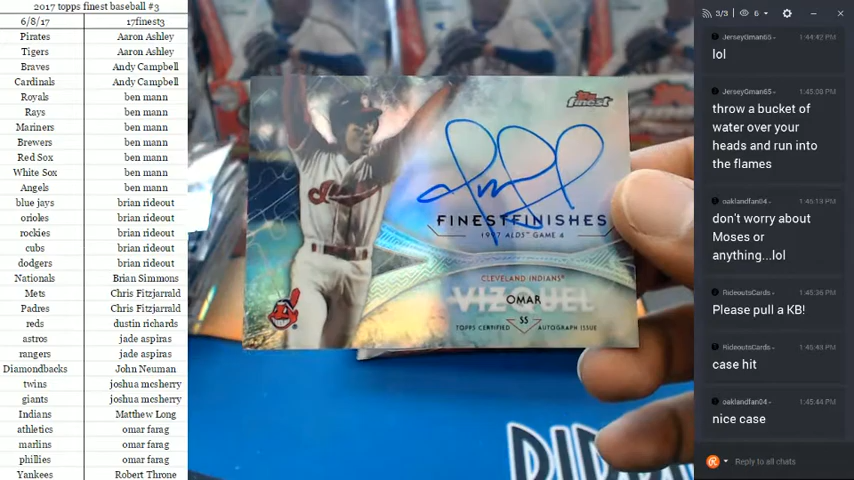 2017 topps finest baseball #3
6/8/17 17finest3
Pirates Aaron Ashley
Tigers Aaron Ashley
Braves Andy Campbell
Cardinals Andy Campbell
Royals ben mann
Rays ben mann
Mariners ben mann
Brewers ben mann
Red Sox ben mann
White Sox ben mann
Angels ben mann
blue jays brian rideout
orioles brian rideout
rockies brian rideout
cubs brian rideout
dodgers brian rideout
Nationals Brian Simmons
Mets Chris Fitzjarrald
Padres Chris Fitzjarrald
reds dustin richards
astros jade aspiras
rangers jade aspiras
Diamondbacks John Neuman
twins joshua mcsherry
giants joshua mcsherry
Indians Matthew Long
athletics omar farag
marlins omar farag
phillies omar farag
Yankees Robert Throne
Topps finest
FINESTFINISHES
1997 ALDS GAME 4
CLEVELAND INDIANS
VIZQUEL
OMAR
SS
TOPPS CERTIFIED AUTOGRAPH ISSUE
3/3 6
JerseyGman65 1:44:42 PM
lol
JerseyGman65 1:45:08 PM
throw a bucket of
water over your
heads and run into
the flames
oaklandfan04 1:45:13 PM
don't worry about
Moses or
anything...lol
RideoutsCards 1:45:36 PM
Please pull a KB!
RideoutsCards 1:45:43 PM
case hit
oaklandfan04 1:45:44 PM
nice case
Reply to all chats